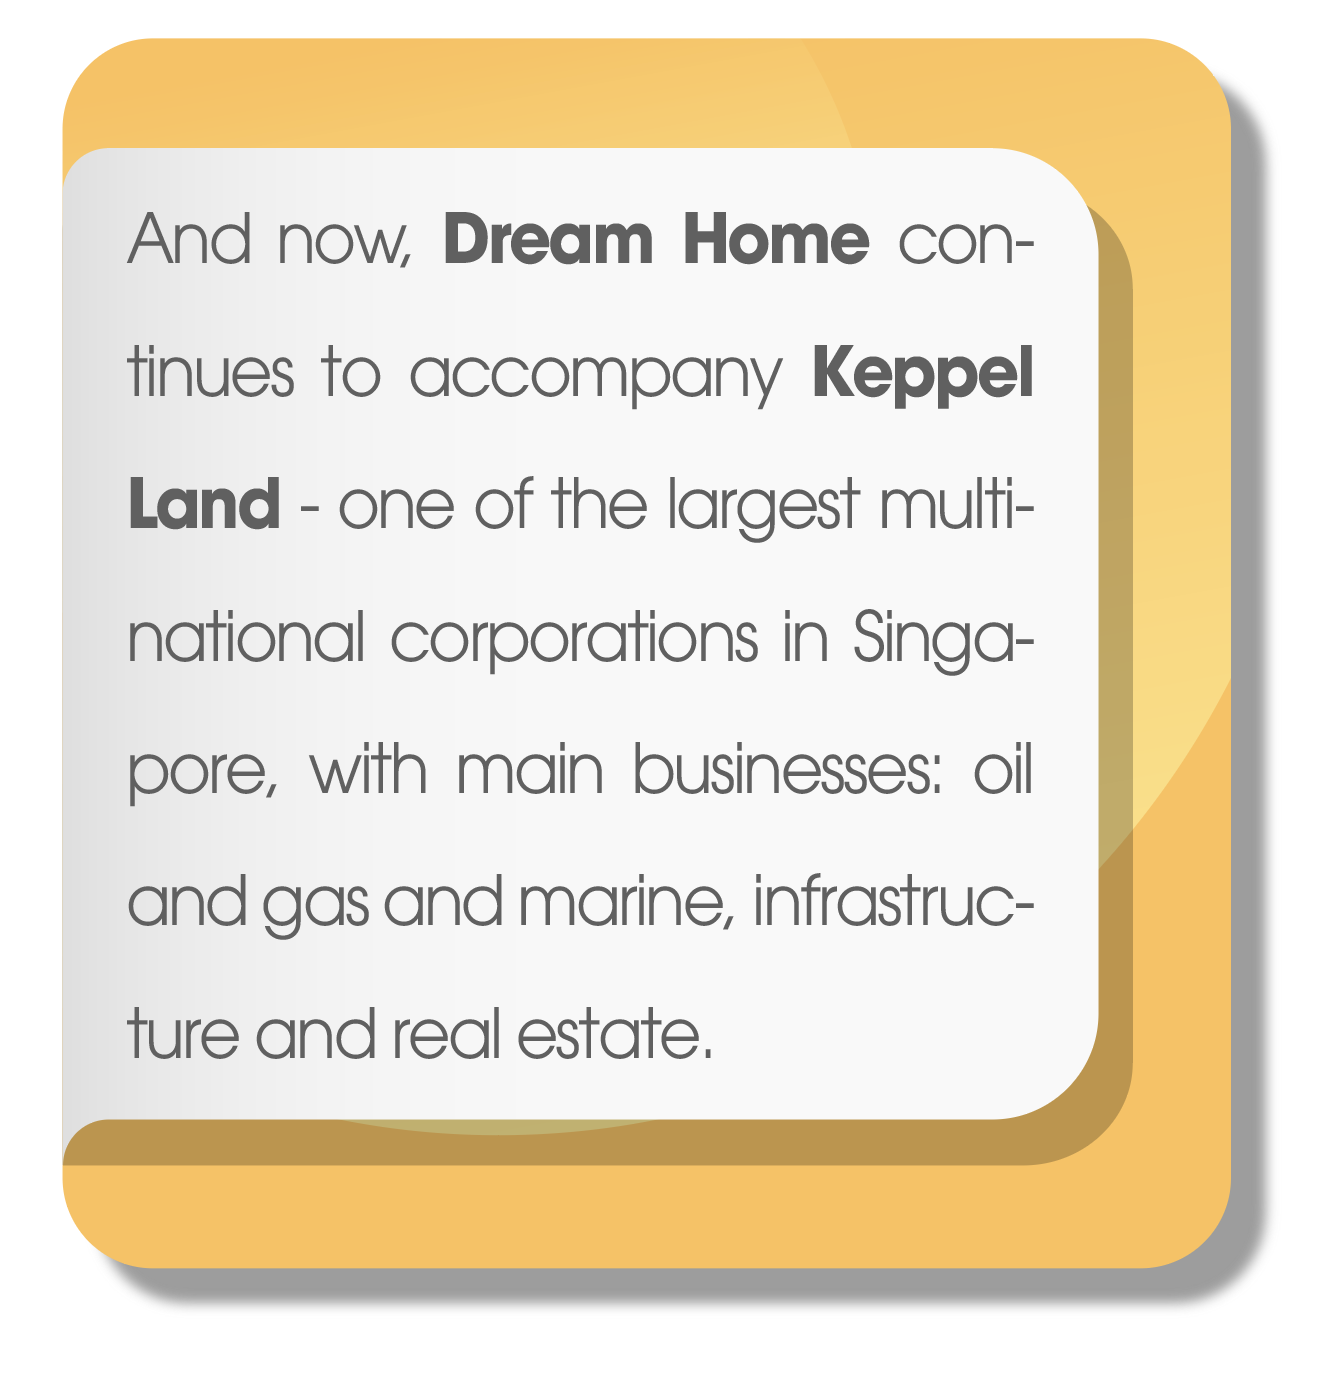 And now, Dream Home con-
tinues to accompany Keppel
Land - one of the largest multi-
national corporations in Singa-
pore, with main businesses: oil
and gas and marine, infrastruc-
ture and real estate.